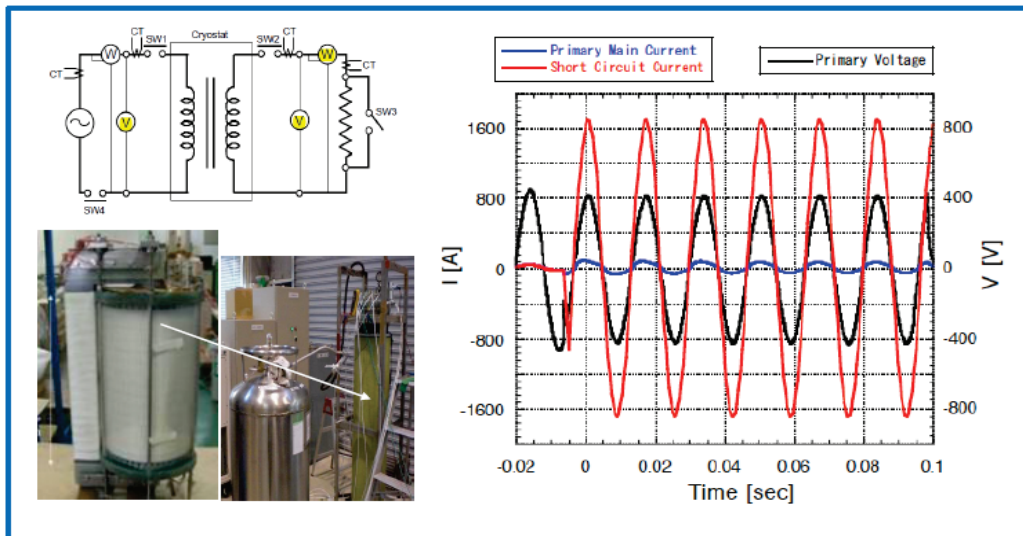 CT
SW1
Cryostat
SW2
CT
W
W
CT
CT
V
V
SW3
SW4
Primary Main Current
Short Circuit Current
Primary Voltage
1600
800
0
-800
-1600
I [A]
800
400
0
-400
-800
V [V]
-0.02
0
0.02
0.04
0.06
0.08
0.1
Time [sec]